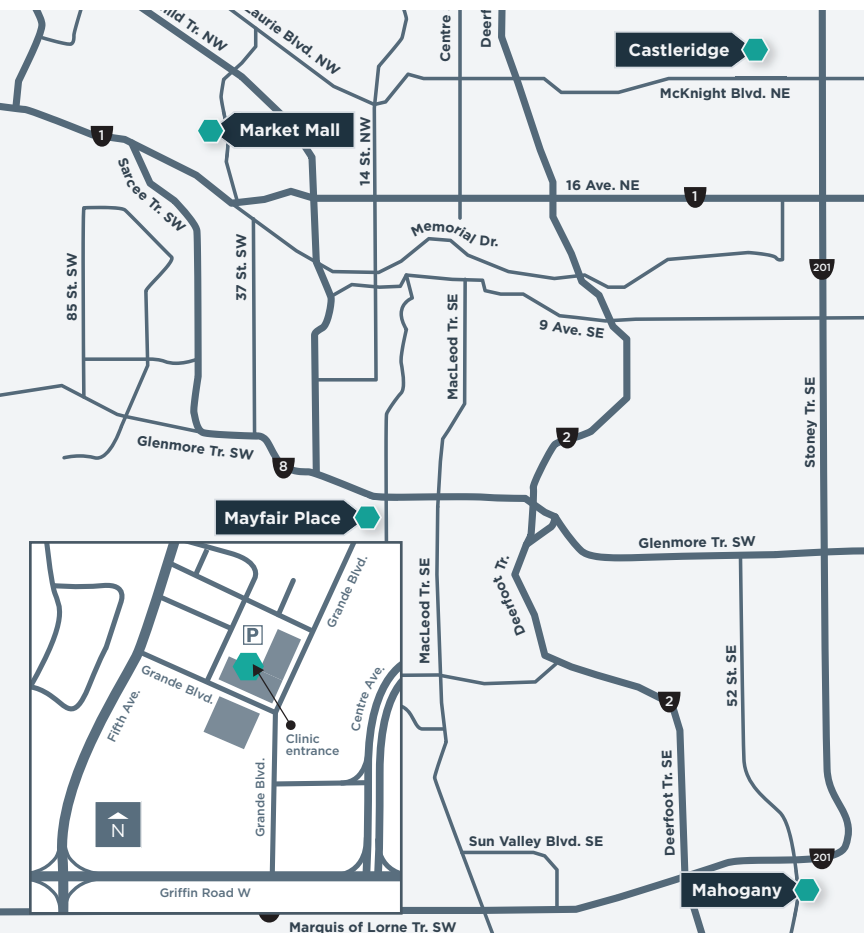 ild Tr. NW
Laurie Blvd. NW
Centre
Deerf
Castleridge
McKnight Blvd. NE
1
Market Mall
14 St. NW
Sarcee Tr. SW
16 Ave. NE
1
Memorial Dr.
85 St. SW
37 St. SW
201
MacLeod Tr. SE
9 Ave. SE
Stoney Tr. SE
2
Glenmore Tr. SW
8
Mayfair Place
Glenmore Tr. SW
Deerfoot Tr.
MacLeod Tr. SE
52 St. SE
2
Deerfoot Tr. SE
Sun Valley Blvd. SE
201
Mahogany
Marquis of Lorne Tr. SW
Grande Blvd.
P
Grande Blvd.
Fifth Ave.
Centre Ave.
Clinic
entrance
Grande Blvd.
N
Griffin Road W